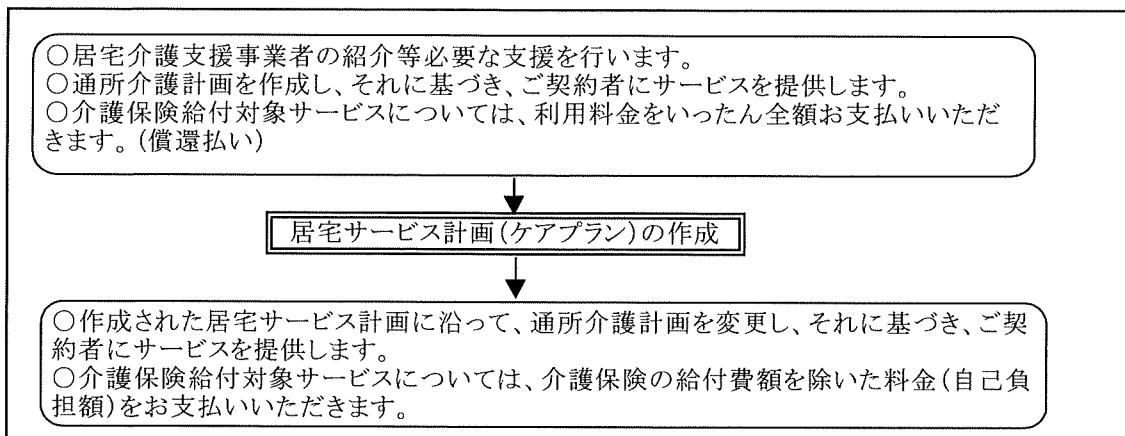 ○居宅介護支援事業者の紹介等必要な支援を行います。
○通所介護計画を作成し、それに基づき、ご契約者にサービスを提供します。
○介護保険給付対象サービスについては、利用料金をいったん全額お支払いいただ
きます。(償還払い)
居宅サービス計画(ケアプラン)の作成
○作成された居宅サービス計画に沿って、通所介護計画を変更し、それに基づき、ご契
約者にサービスを提供します。
○介護保険給付対象サービスについては、介護保険の給付費額を除いた料金(自己負
担額)をお支払いいただきます。